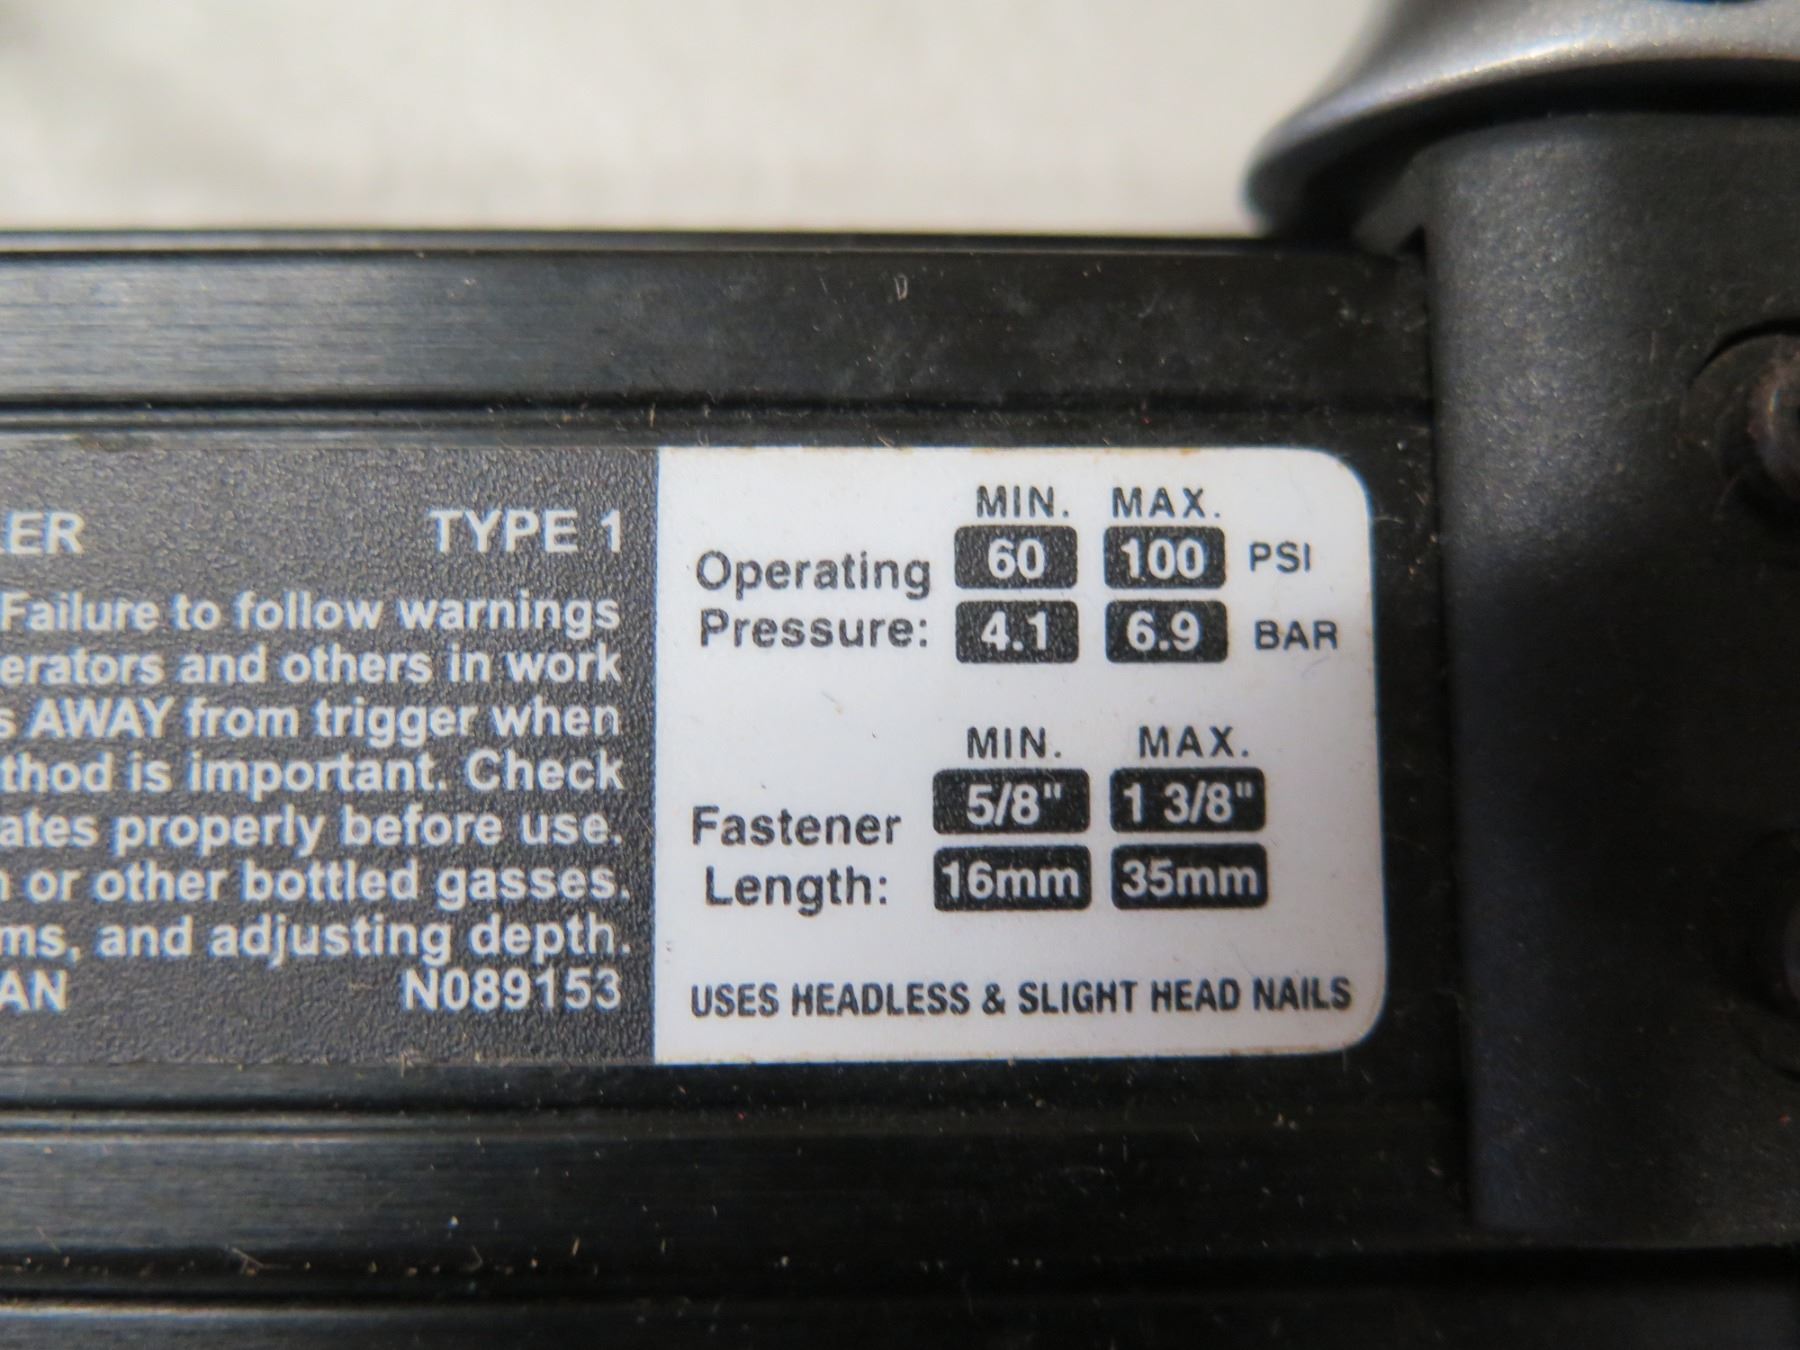 LER TYPE 1
Failure to follow warnings
erators and others in work
s AWAY from trigger when
thod is important. Check
ates properly before use.
or other bottled gasses.
ms, and adjusting depth.
AN N089153
MIN. MAX.
Operating 60 100 PSI
Pressure: 4.1 6.9 BAR
MIN. MAX.
Fastener 5/8" 1 3/8"
Length: 16mm 35mm
USES HEADLESS & SLIGHT HEAD NAILS